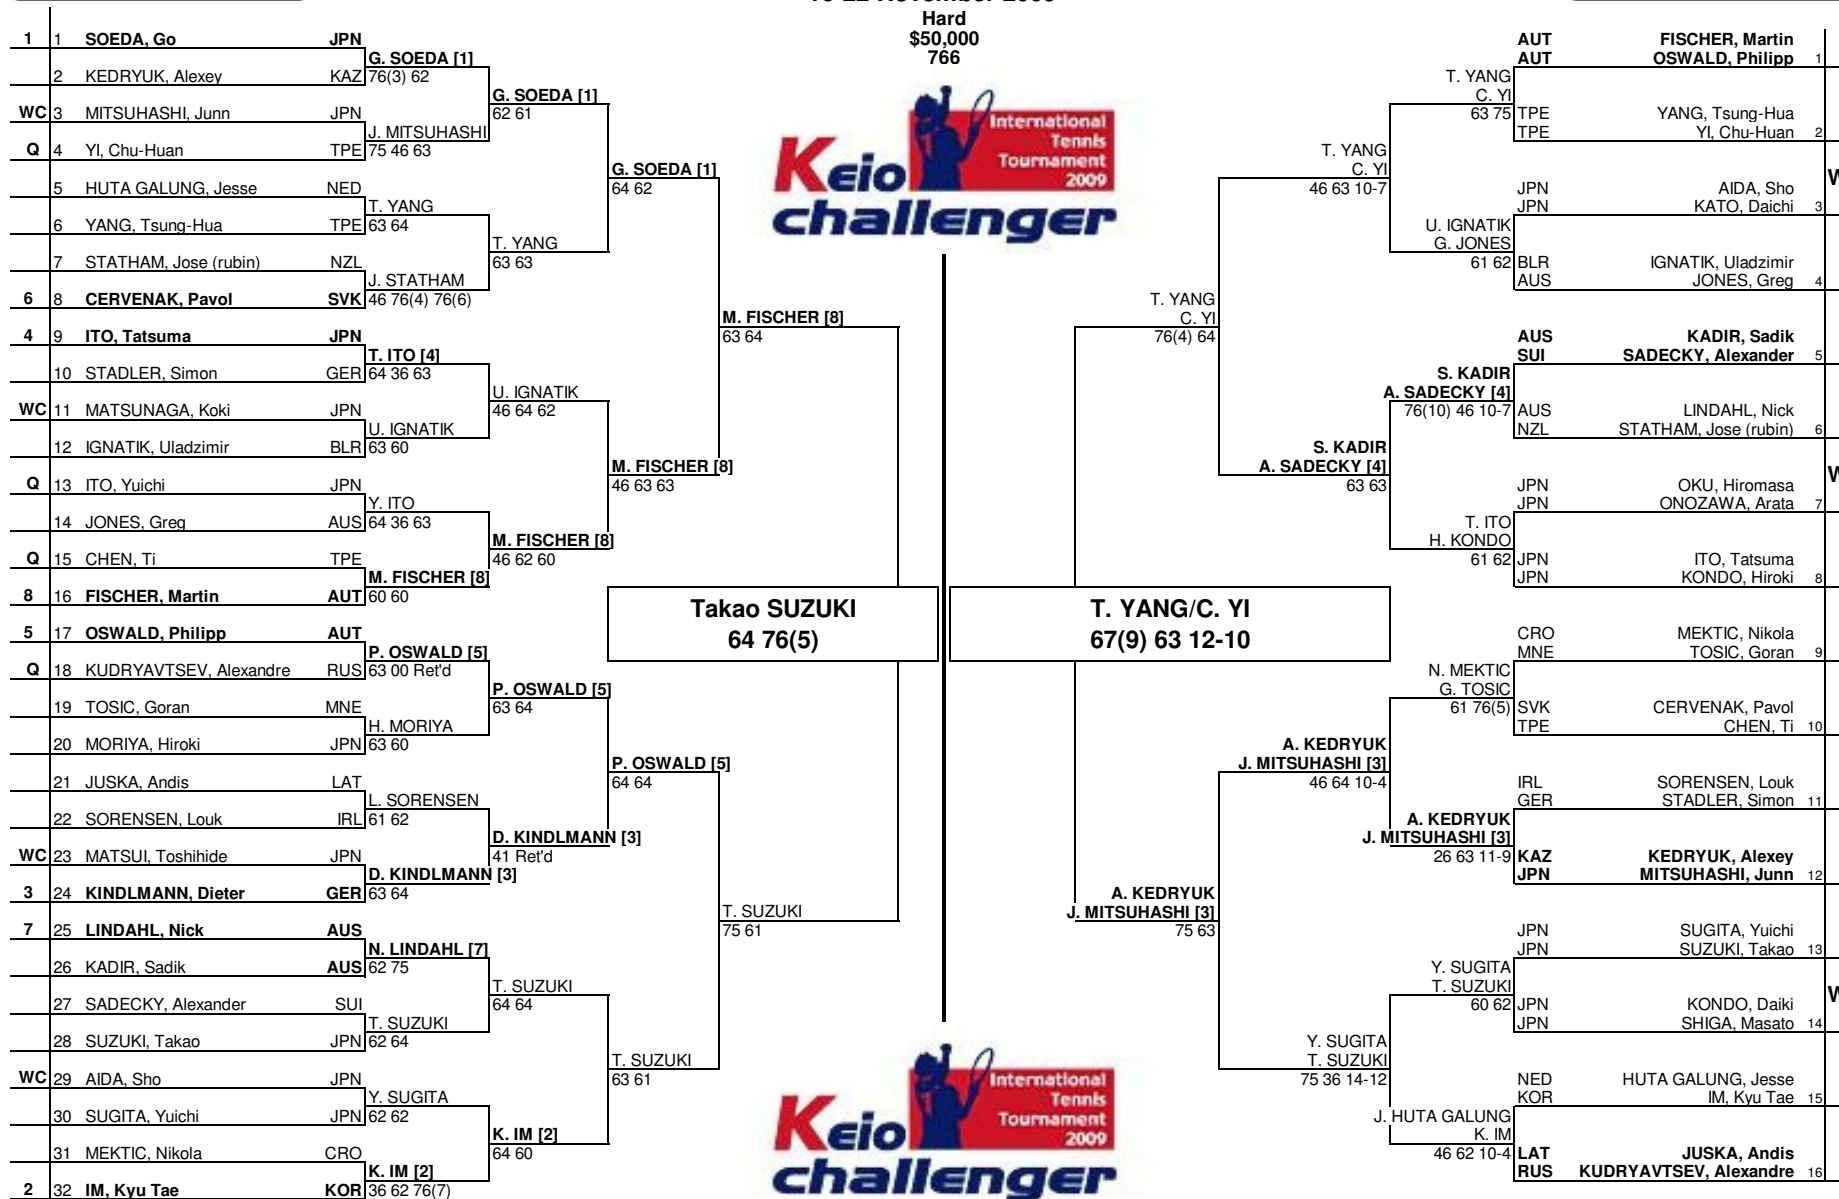 Hard
$50,000
766
Keio
challenger
International
Tennis
Tournament
2009
1 1 SOEDA, Go JPN
G. SOEDA [1]
2 KEDRYUK, Alexey KAZ 76(3) 62
G. SOEDA [1]
WC 3 MITSUHASHI, Junn JPN 62 61
J. MITSUHASHI
Q 4 YI, Chu-Huan TPE 75 46 63
G. SOEDA [1]
5 HUTA GALUNG, Jesse NED 64 62
T. YANG
6 YANG, Tsung-Hua TPE 63 64
T. YANG
7 STATHAM, Jose (rubin) NZL 63 63
J. STATHAM
6 8 CERVENAK, Pavol SVK 46 76(4) 76(6)
M. FISCHER [8]
4 9 ITO, Tatsuma JPN 63 64
T. ITO [4]
10 STADLER, Simon GER 64 36 63
U. IGNATIK
WC 11 MATSUNAGA, Koki JPN 46 64 62
U. IGNATIK
12 IGNATIK, Uladzimir BLR 63 60
M. FISCHER [8]
Q 13 ITO, Yuichi JPN 46 63 63
Y. ITO
14 JONES, Greg AUS 64 36 63
M. FISCHER [8]
Q 15 CHEN, Ti TPE 46 62 60
M. FISCHER [8]
8 16 FISCHER, Martin AUT 60 60
Takao SUZUKI
64 76(5)
5 17 OSWALD, Philipp AUT
P. OSWALD [5]
Q 18 KUDRYAVTSEV, Alexandre RUS 63 00 Ret'd
P. OSWALD [5]
19 TOSIC, Goran MNE 63 64
H. MORIYA
20 MORIYA, Hiroki JPN 63 60
P. OSWALD [5]
21 JUSKA, Andis LAT 64 64
L. SORENSEN
22 SORENSEN, Louk IRL 61 62
D. KINDLMANN [3]
WC 23 MATSUI, Toshihide JPN 41 Ret'd
D. KINDLMANN [3]
3 24 KINDLMANN, Dieter GER 63 64
T. SUZUKI
7 25 LINDAHL, Nick AUS 75 61
N. LINDAHL [7]
26 KADIR, Sadik AUS 62 75
T. SUZUKI
27 SADECKY, Alexander SUI 64 64
T. SUZUKI
28 SUZUKI, Takao JPN 62 64
T. SUZUKI
WC 29 AIDA, Sho JPN 63 61
Y. SUGITA
30 SUGITA, Yuichi JPN 62 62
K. IM [2]
31 MEKTIC, Nikola CRO 64 60
K. IM [2]
2 32 IM, Kyu Tae KOR 36 62 76(7)
AUT FISCHER, Martin
AUT OSWALD, Philipp 1
T. YANG
C. YI
63 75 TPE YANG, Tsung-Hua
TPE YI, Chu-Huan 2
T. YANG
C. YI
46 63 10-7
JPN AIDA, Sho
JPN KATO, Daichi 3
U. IGNATIK
G. JONES
61 62 BLR IGNATIK, Uladzimir
AUS JONES, Greg 4
T. YANG
C. YI
76(4) 64
AUS KADIR, Sadik
SUI SADECKY, Alexander 5
S. KADIR
A. SADECKY [4]
76(10) 46 10-7 AUS LINDAHL, Nick
NZL STATHAM, Jose (rubin) 6
S. KADIR
A. SADECKY [4]
63 63
JPN OKU, Hiromasa
JPN ONOZAWA, Arata 7
T. ITO
H. KONDO
61 62 JPN ITO, Tatsuma
JPN KONDO, Hiroki 8
T. YANG/C. YI
67(9) 63 12-10
CRO MEKTIC, Nikola
MNE TOSIC, Goran 9
N. MEKTIC
G. TOSIC
61 76(5) SVK CERVENAK, Pavol
TPE CHEN, Ti 10
A. KEDRYUK
J. MITSUHASHI [3]
46 64 10-4
IRL SORENSEN, Louk
GER STADLER, Simon 11
A. KEDRYUK
J. MITSUHASHI [3]
26 63 11-9 KAZ KEDRYUK, Alexey
JPN MITSUHASHI, Junn 12
A. KEDRYUK
J. MITSUHASHI [3]
75 63
JPN SUGITA, Yuichi
JPN SUZUKI, Takao 13
Y. SUGITA
T. SUZUKI
60 62 JPN KONDO, Daiki
JPN SHIGA, Masato 14
Y. SUGITA
T. SUZUKI
75 36 14-12
NED HUTA GALUNG, Jesse
KOR IM, Kyu Tae 15
J. HUTA GALUNG
K. IM
46 62 10-4 LAT JUSKA, Andis
RUS KUDRYAVTSEV, Alexandre 16
International
Tennis
Tournament
2009
Keio
challenger